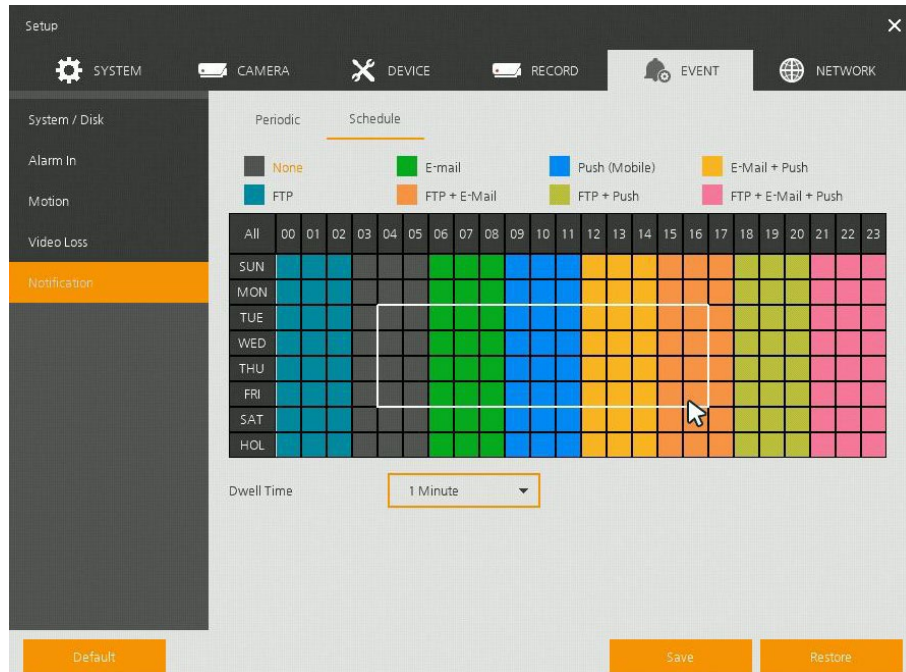 Setup
SYSTEM CAMERA DEVICE RECORD EVENT NETWORK
System / Disk
Alarm In
Motion
Video Loss
Notification
Periodic Schedule
None E-mail Push (Mobile) E-Mail + Push
FTP FTP + E-Mail FTP + Push FTP + E-Mail + Push
All 00 01 02 03 04 05 06 07 08 09 10 11 12 13 14 15 16 17 18 19 20 21 22 23
SUN
MON
TUE
WED
THU
FRI
SAT
HOL
Dwell Time 1 Minute
Default Save Restore